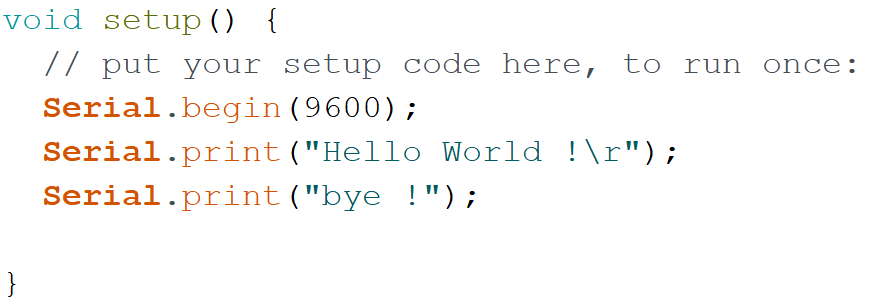 void setup() {
  // put your setup code here, to run once:
  Serial.begin(9600);
  Serial.print("Hello World !\r");
  Serial.print("bye !");

}